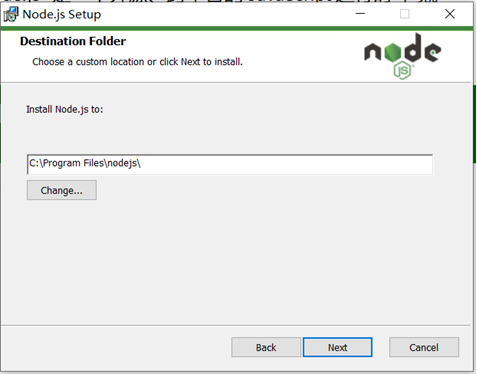 Node.js Setup
Destination Folder
Choose a custom location or click Next to install.
node
JS
Install Node.js to:
C:\Program Files\nodejs\
Change...
Back
Next
Cancel